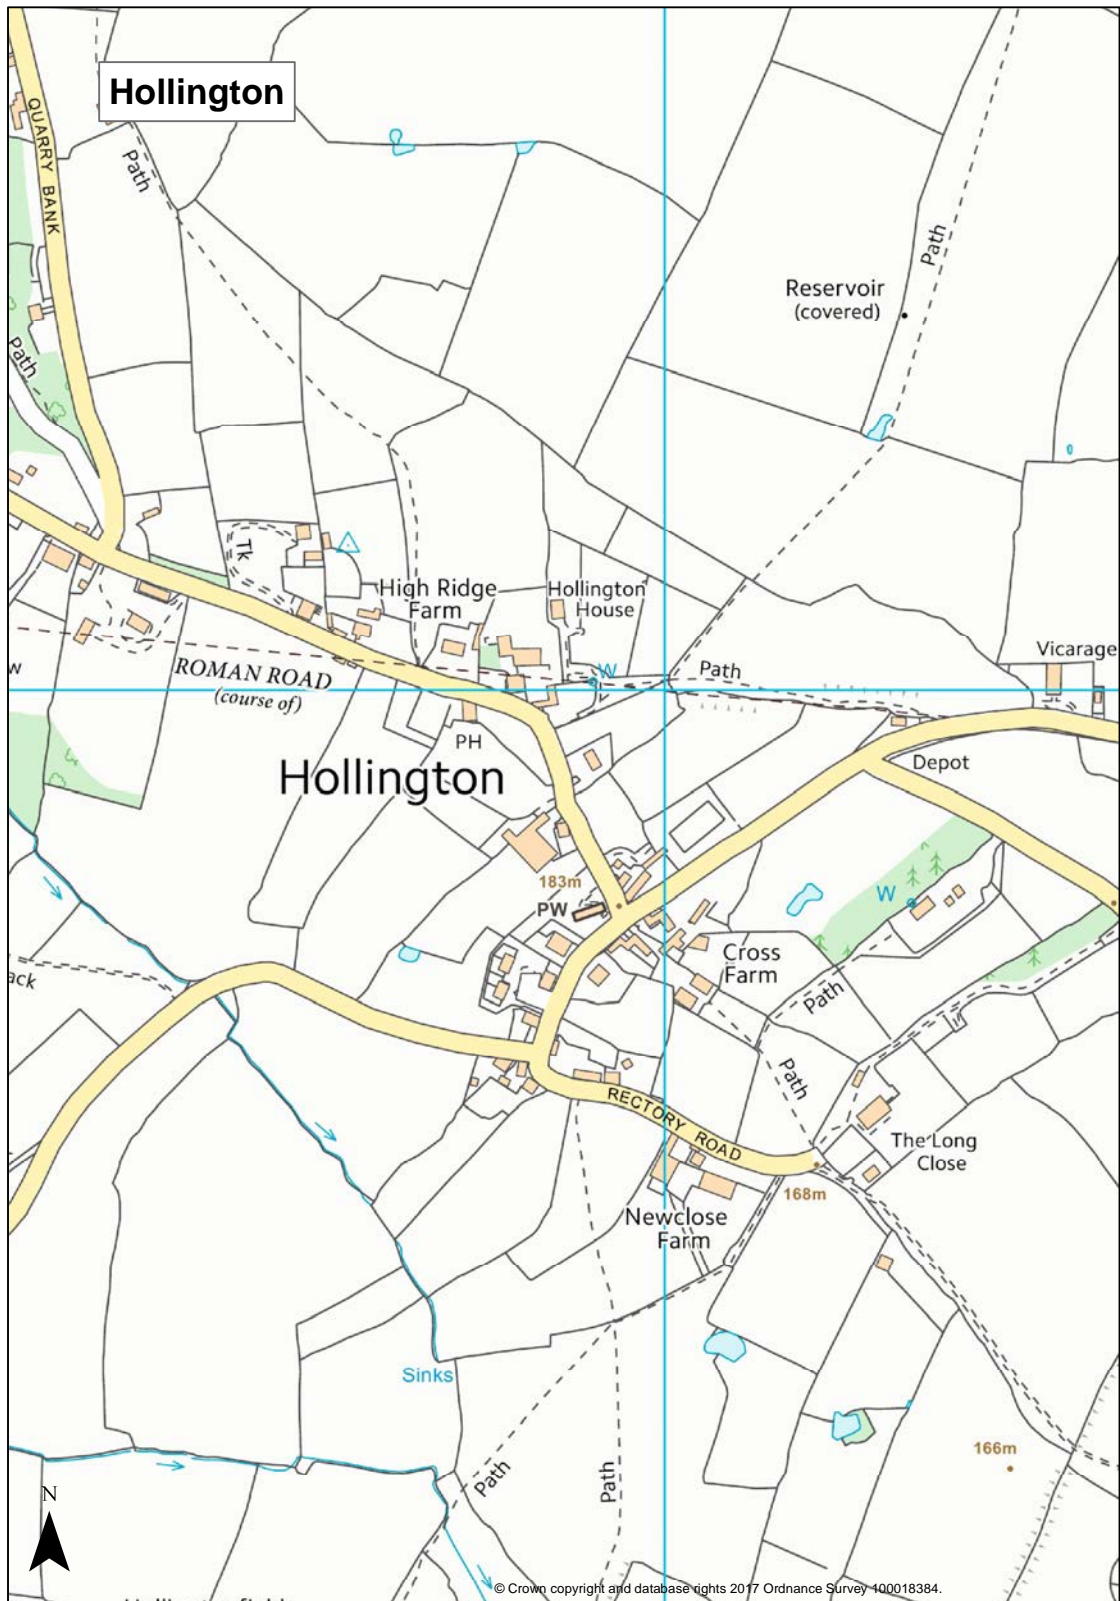 Hollington
QUARRY BANK
Path
Path
Reservoir
(covered)
Path
Tk
High Ridge
Farm
Hollington
House
W
Path
Vicarage
w
ROMAN ROAD
(course of)
PH
Hollington
Depot
183m
PW
W
Cross
Farm
ack
Path
Path
RECTORY ROAD
The Long
Close
168m
Newclose
Farm
Sinks
166m
Path
Path
N
© Crown copyright and database rights 2017 Ordnance Survey 100018384.